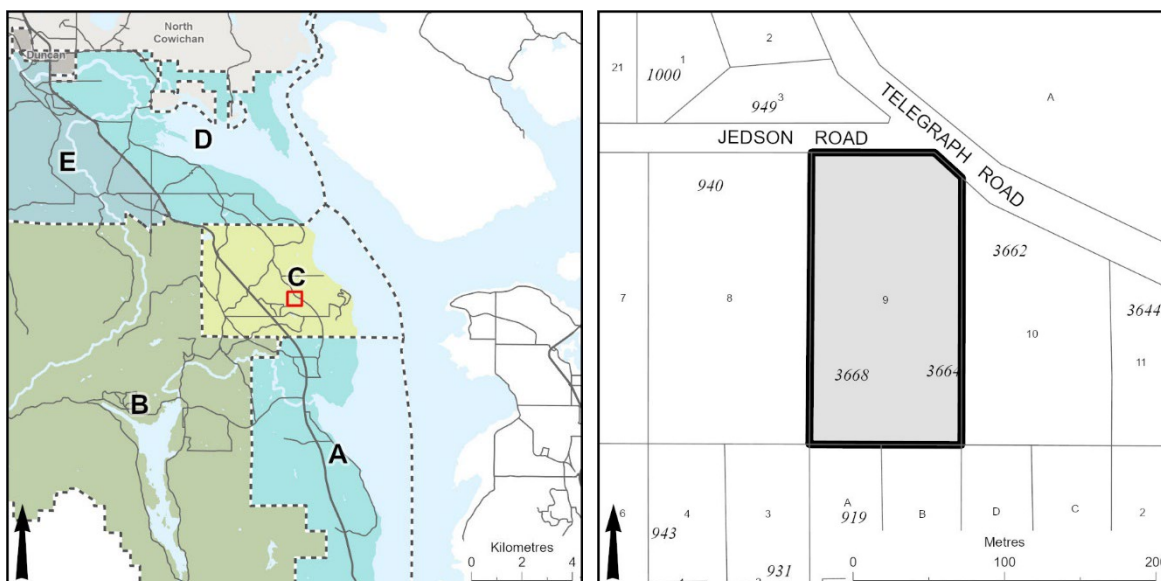 North
Cowichan
Duncan
D
E
C
B
A
Kilometres
0 2 4
2
21
1
1000
A
3
949
TELEGRAPH ROAD
JEDSON ROAD
940
3662
7
8
9
3644
10
11
3668
3664
A
6
4
3
919
B
D
C
2
943
Metres
931
0
100